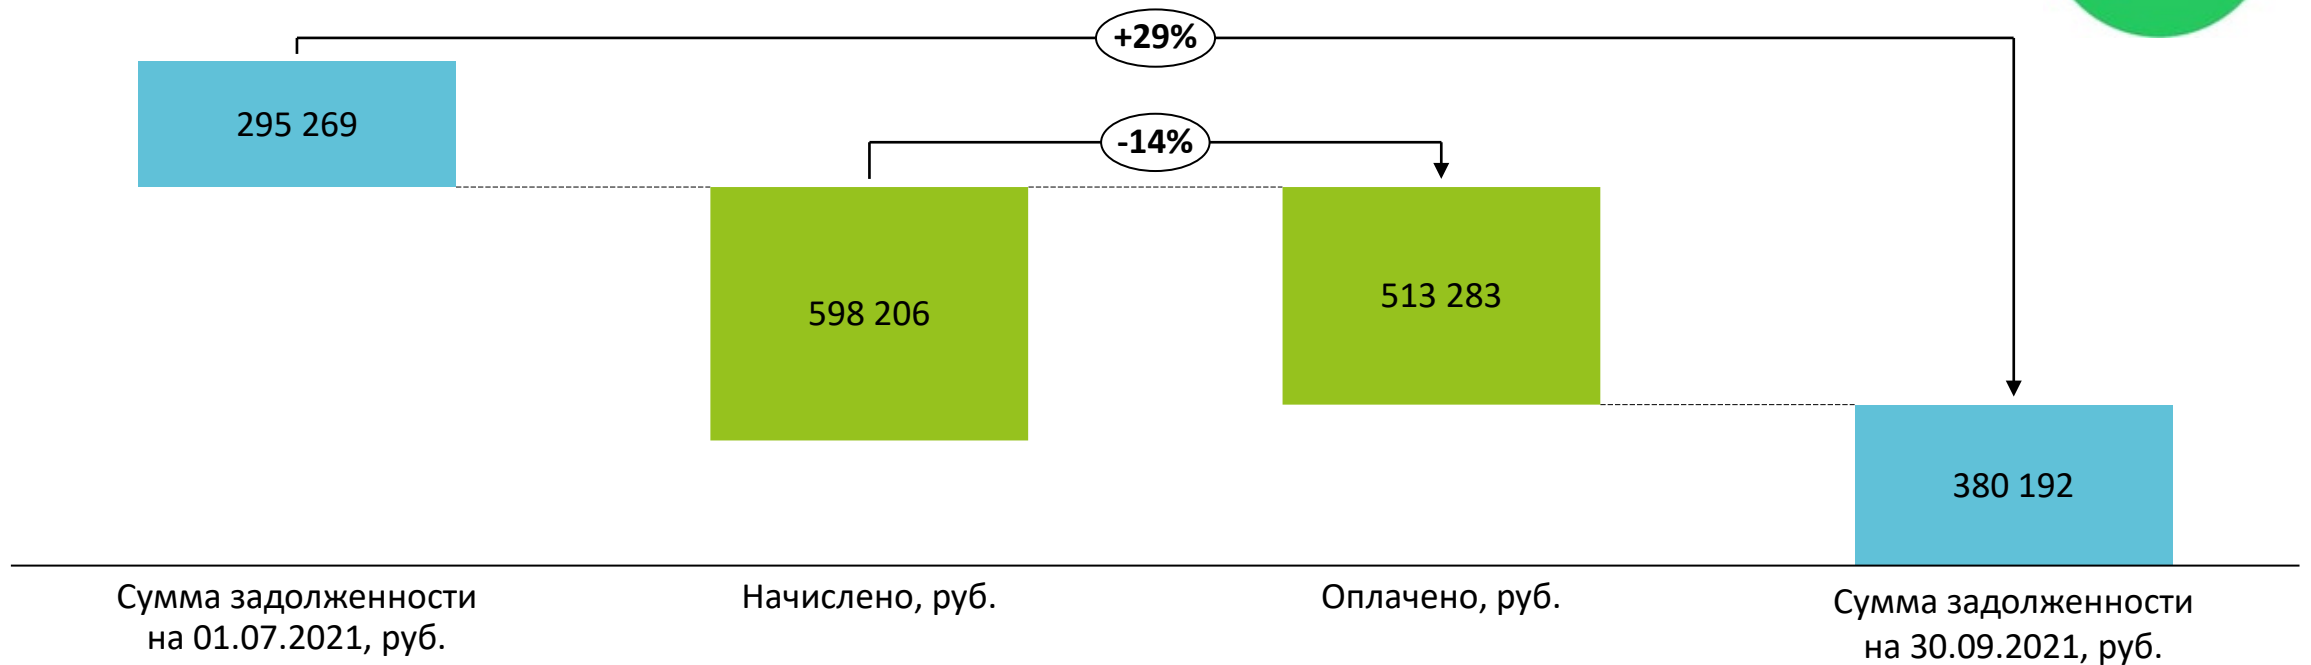 +29%
295 269
-14%
598 206
513 283
380 192
Сумма задолженности
на 01.07.2021, руб.
Начислено, руб.
Оплачено, руб.
Сумма задолженности
на 30.09.2021, руб.